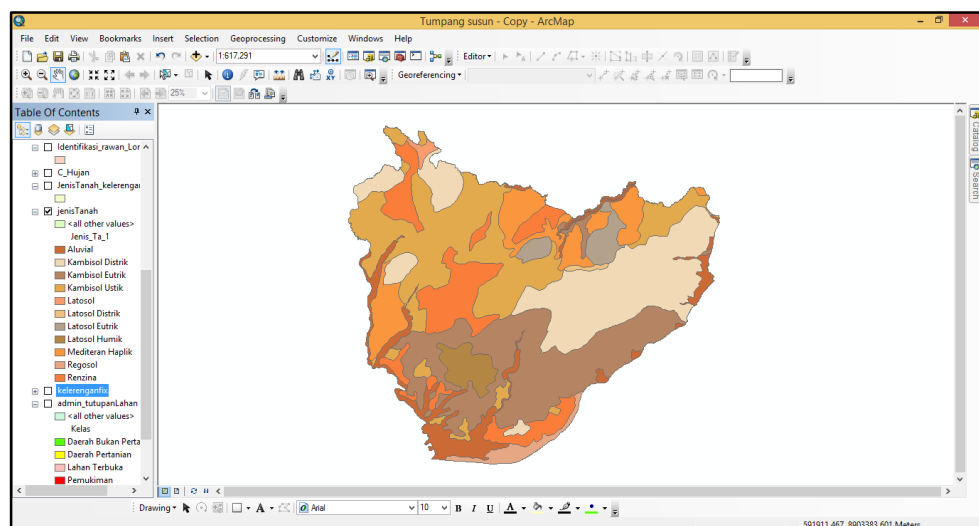 Tumpang susun - Copy - ArcMap
File Edit View Bookmarks Insert Selection Geoprocessing Customize Windows Help
1:617,291
Editor
Georeferencing
25%
Table Of Contents
Identifikasi_rawan_Lor
C_Hujan
JenisTanah_kelerengar
jenisTanah
<all other values>
Jenis_Ta_1
Aluvial
Kambisol Distrik
Kambisol Eutrik
Kambisol Ustik
Latosol
Latosol Distrik
Latosol Eutrik
Latosol Humik
Mediteran Haplik
Regosol
Renzina
kelerenganfix
admin_tutupanLahan
<all other values>
Kelas
Daerah Bukan Perta
Daerah Pertanian
Lahan Terbuka
Pemukiman
Catalog
Search
Drawing
Arial
10
B I U A
591911,467 8903383,601 Meters